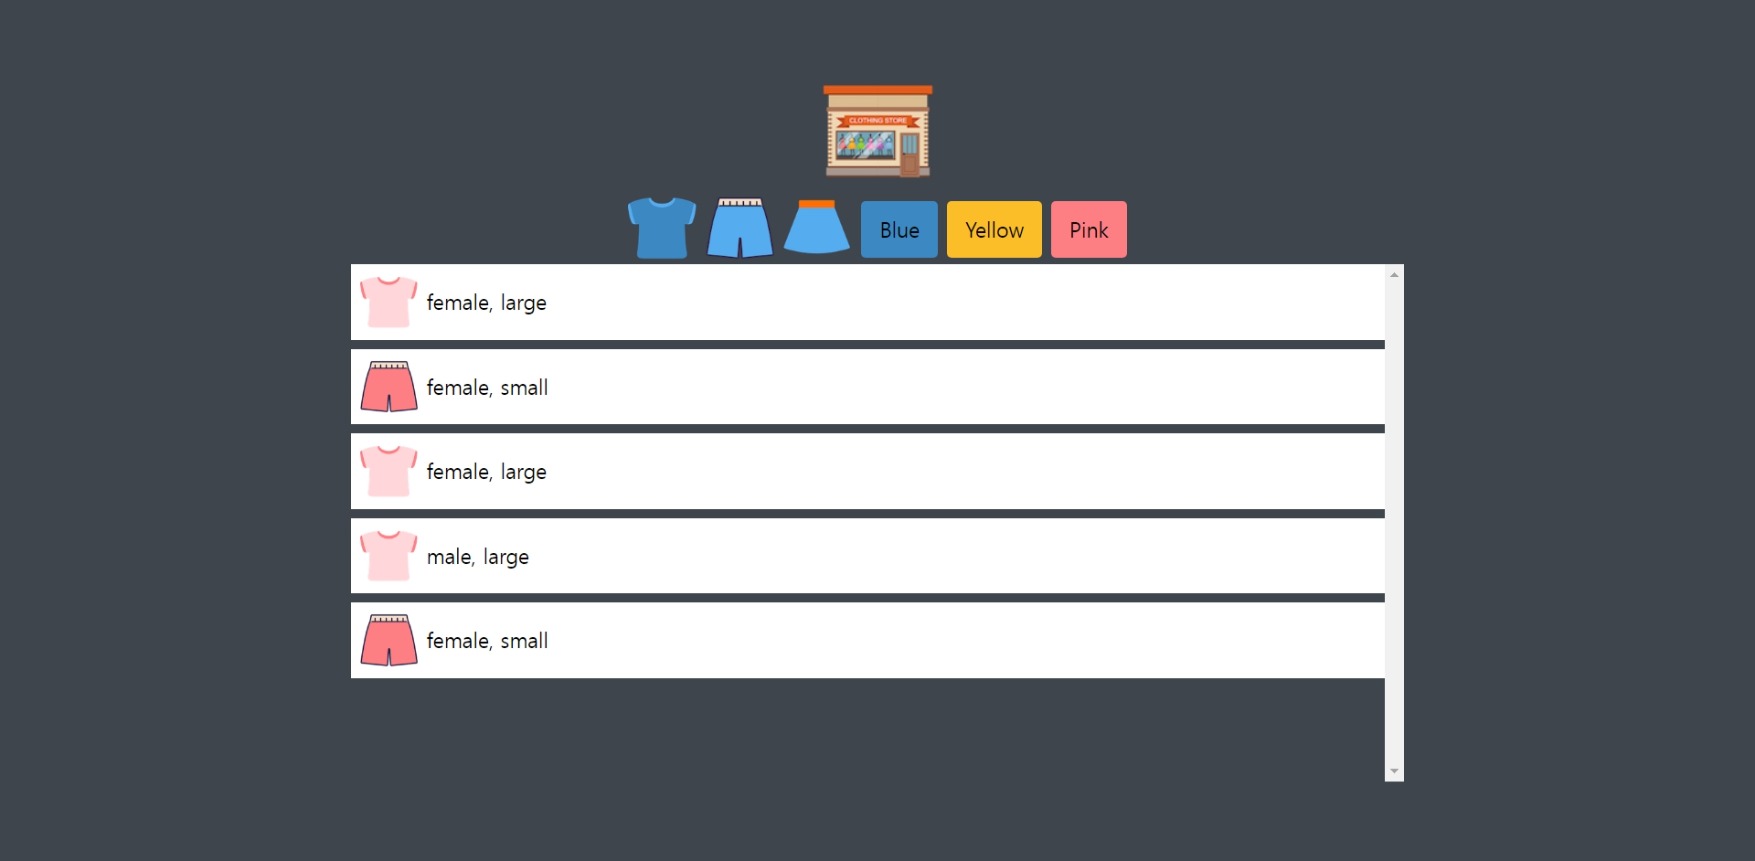 CLOTHING STORE
Blue
Yellow
Pink
female, large
female, small
female, large
male, large
female, small